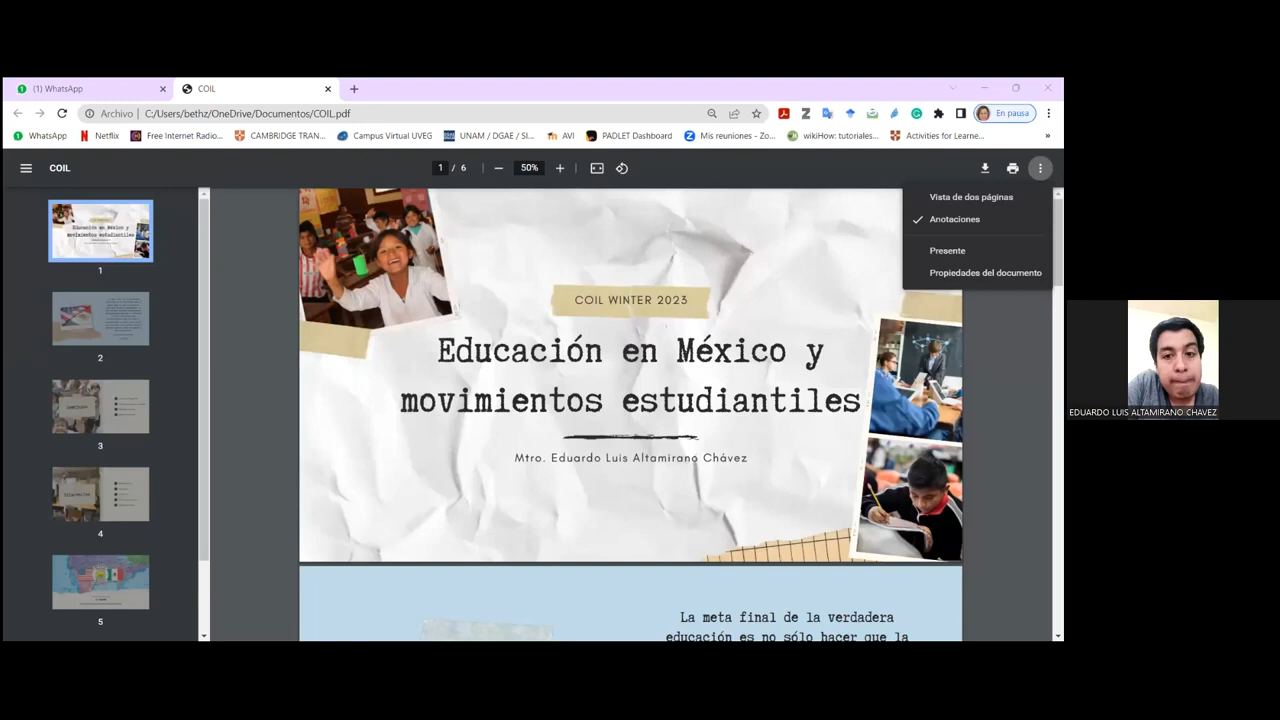 (1) WhatsApp
COIL
Archivo C:/Users/bethz/OneDrive/Documentos/COIL.pdf
En pausa
WhatsApp Netflix Free Internet Radio... CAMBRIDGE TRAN... Campus Virtual UVEG UNAM / DGAE / SI... AVI PADLET Dashboard Mis reuniones - Zo... wikiHow: tutoriales... Activities for Learne... »
COIL 1 / 6 50%
Vista de dos páginas
Anotaciones
Presente
Propiedades del documento
1
2
3
4
5
COIL WINTER 2023
Educación en México y
movimientos estudiantiles
Mtro. Eduardo Luis Altamirano Chávez
La meta final de la verdadera
educación es no sólo hacer que la
EDUARDO LUIS ALTAMIRANO CHAVEZ